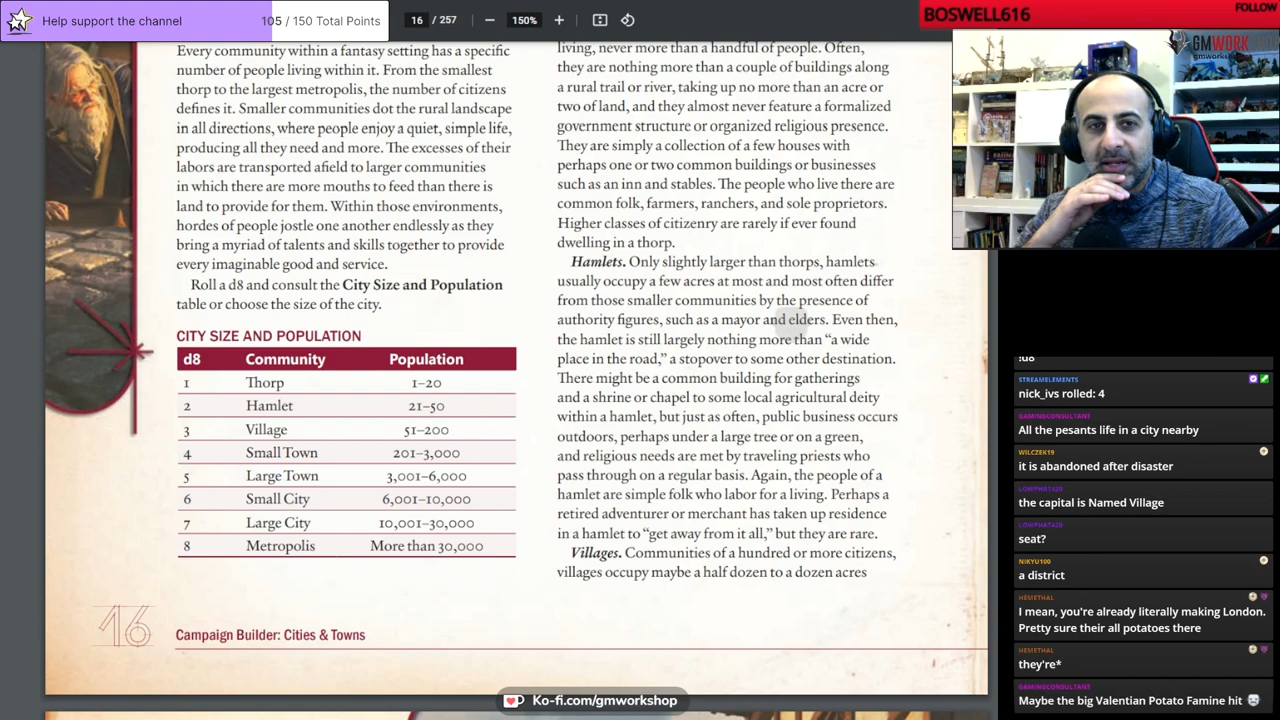 Help support the channel
105 / 150 Total Points
16 / 257
150%
BOSWELL616
FOLLOW
GMWORK
gmworks
Every community within a fantasy setting has a specific
number of people living within it. From the smallest
thorp to the largest metropolis, the number of citizens
defines it. Smaller communities dot the rural landscape
in all directions, where people enjoy a quiet, simple life,
producing all they need and more. The excesses of their
labors are transported afield to larger communities
in which there are more mouths to feed than there is
land to provide for them. Within those environments,
hordes of people jostle one another endlessly as they
bring a myriad of talents and skills together to provide
every imaginable good and service.
Roll a d8 and consult the City Size and Population
table or choose the size of the city.
CITY SIZE AND POPULATION
d8 Community Population
1 Thorp 1–20
2 Hamlet 21–50
3 Village 51–200
4 Small Town 201–3,000
5 Large Town 3,001–6,000
6 Small City 6,001–10,000
7 Large City 10,001–30,000
8 Metropolis More than 30,000
living, never more than a handful of people. Often,
they are nothing more than a couple of buildings along
a rural trail or river, taking up no more than an acre or
two of land, and they almost never feature a formalized
government structure or organized religious presence.
They are simply a collection of a few houses with
perhaps one or two communal buildings or businesses
such as an inn and stables. The people who live there are
common folk, farmers, ranchers, and sole proprietors.
Higher classes of citizenry are rarely if ever found
dwelling in a thorp.
Hamlets. Only slightly larger than thorps, hamlets
usually occupy a few acres at most and most often differ
from those smaller communities by the presence of
authority figures, such as a mayor and elders. Even then,
the hamlet is still largely nothing more than “a wide
place in the road,” a stopover to some other destination.
There might be a common building for gatherings
and a shrine or chapel to some local agricultural deity
within a hamlet, but just as often, public business occurs
outdoors, perhaps under a large tree or on a green,
and religious needs are met by traveling priests who
pass through on a regular basis. Again, the people of a
hamlet are simple folk who labor for a living. Perhaps a
retired adventurer or merchant has taken up residence
in a hamlet to “get away from it all,” but they are rare.
Villages. Communities of a hundred or more citizens,
villages occupy maybe a half dozen to a dozen acres
16
Campaign Builder: Cities & Towns
Ko-fi.com/gmworkshop
!d8
STREAMELEMENTS
nick_ivs rolled: 4
GAMINGCONSULTANT
All the pesants life in a city nearby
WILCZEK19
it is abandoned after disaster
LOWPHAT420
the capital is Named Village
LOWPHAT420
seat?
NIKYU100
a district
HEMETHAL
I mean, you're already literally making London.
Pretty sure their all potatoes there
HEMETHAL
they're*
GAMINGCONSULTANT
Maybe the big Valentian Potato Famine hit